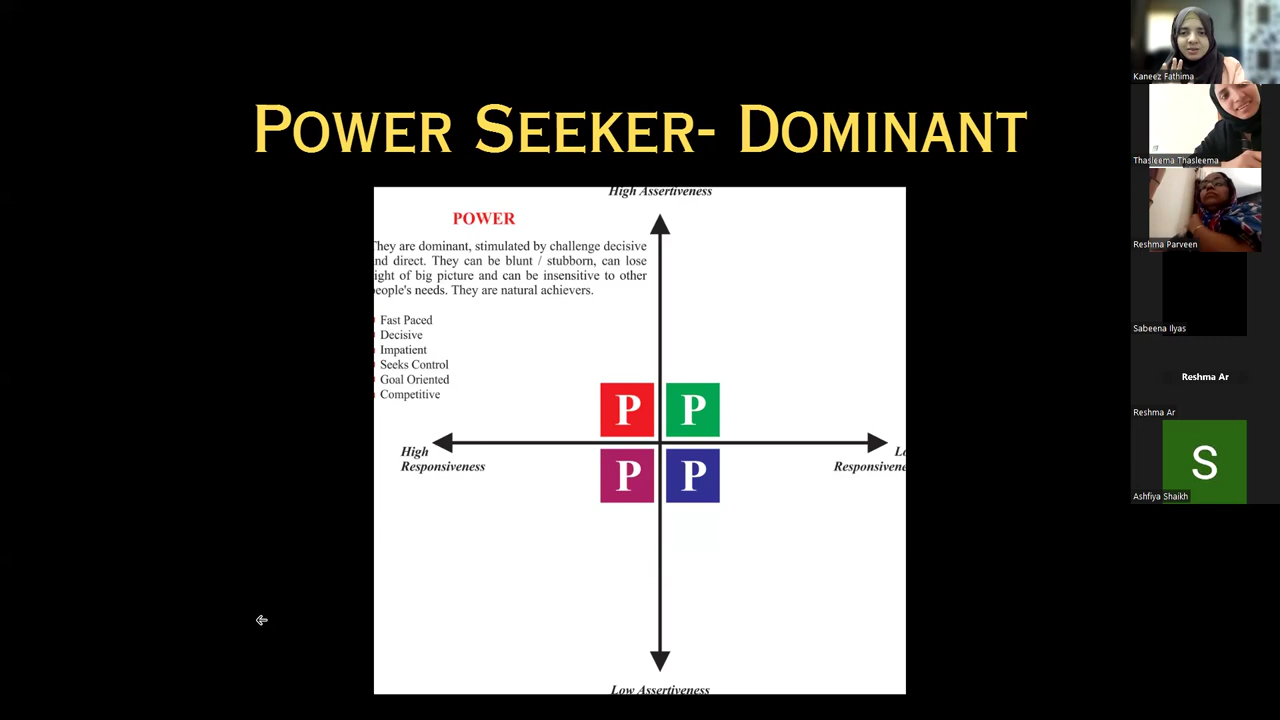 POWER SEEKER- DOMINANT
High Assertiveness
POWER
They are dominant, stimulated by challenge decisive
nd direct. They can be blunt / stubborn, can lose
ight of big picture and can be insensitive to other
eople's needs. They are natural achievers.
Fast Paced
Decisive
Impatient
Seeks Control
Goal Oriented
Competitive
P P
High
Responsiveness
Lo
Responsivene
P P
Low Assertiveness
Kaneez Fathima
Thasleema Thasleema
Reshma Parveen
Sabeena Ilyas
Reshma Ar
Reshma Ar
S
Ashfiya Shaikh